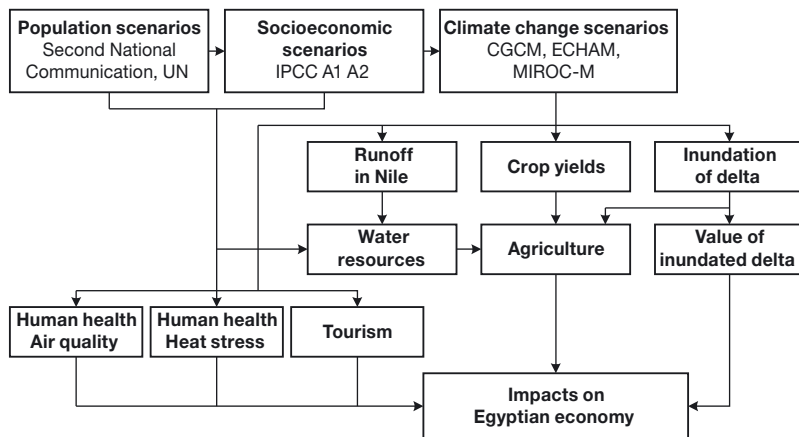 Population scenarios
Second National
Communication, UN
Socioeconomic
scenarios
IPCC A1 A2
Climate change scenarios
CGCM, ECHAM,
MIROC-M
Runoff
in Nile
Crop yields
Inundation
of delta
Water
resources
Agriculture
Value of
inundated delta
Human health
Air quality
Human health
Heat stress
Tourism
Impacts on
Egyptian economy